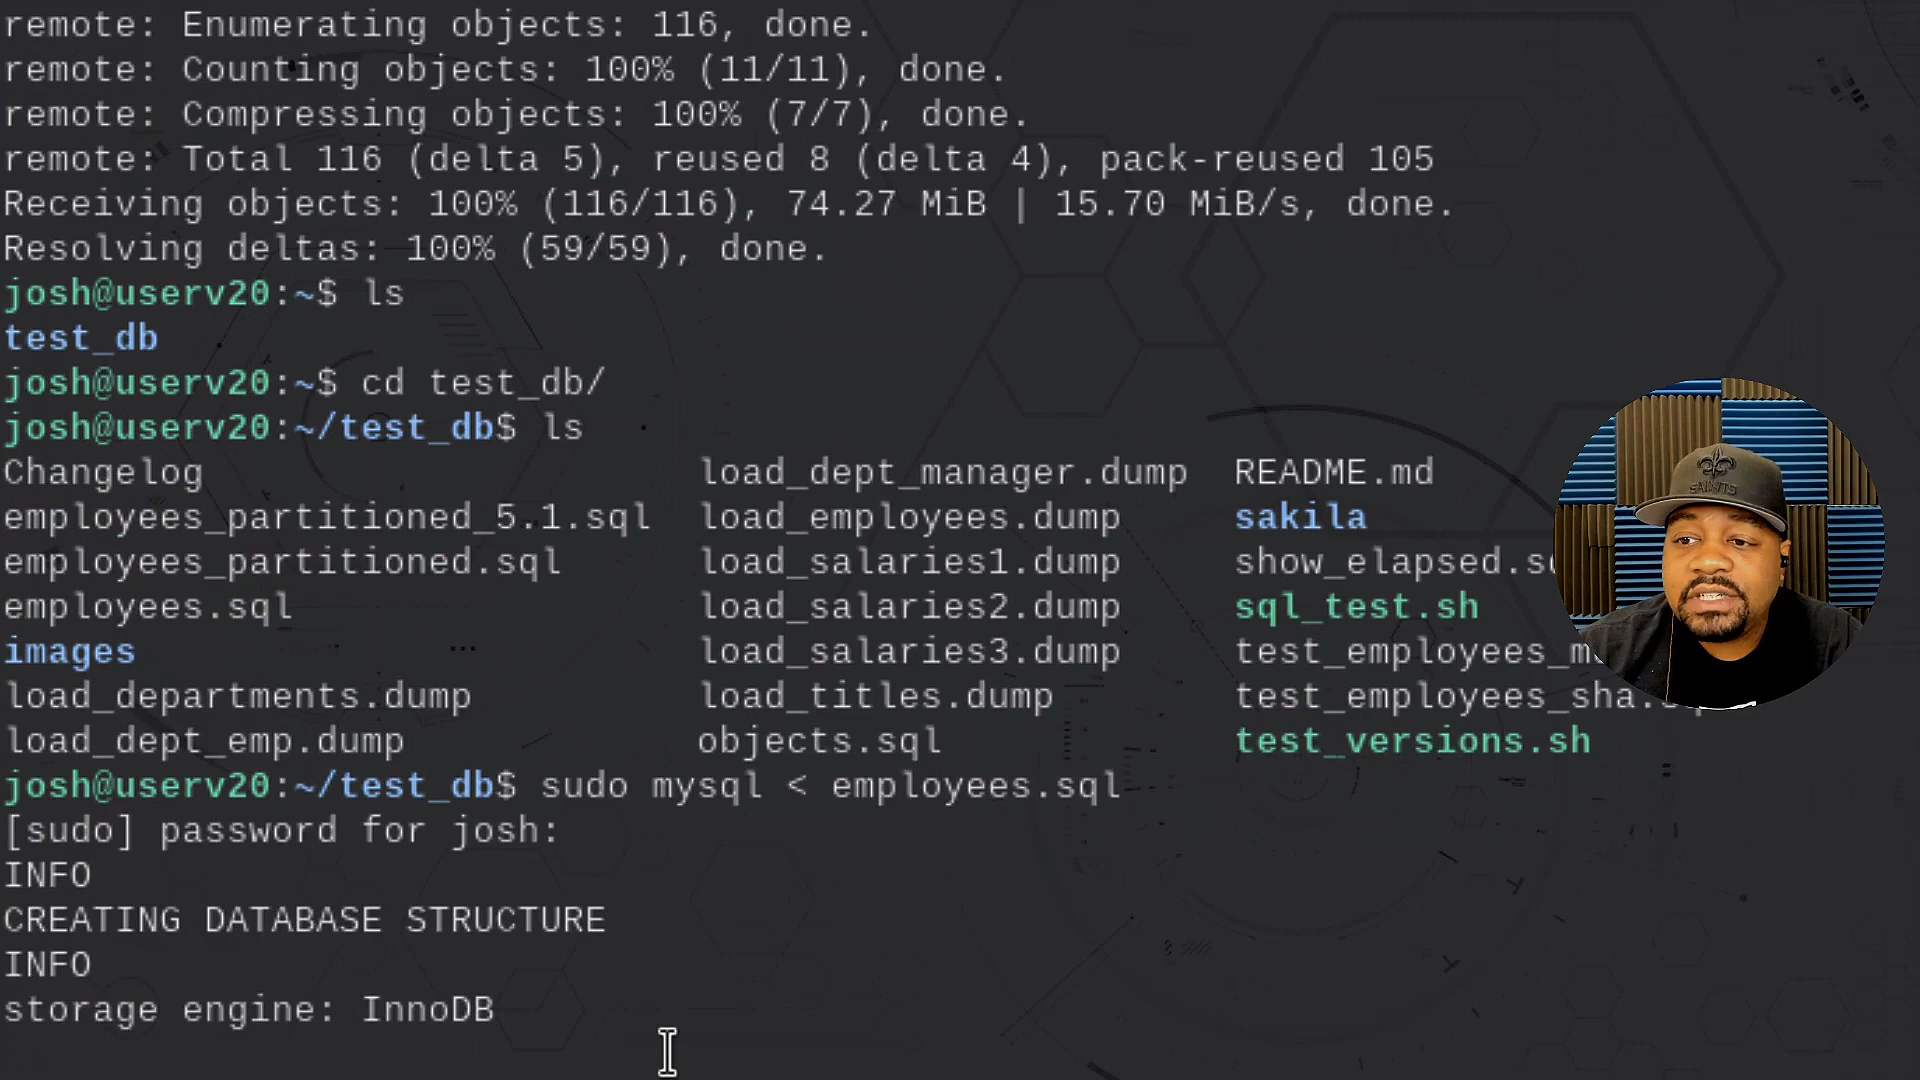 remote: Enumerating objects: 116, done.
remote: Counting objects: 100% (11/11), done.
remote: Compressing objects: 100% (7/7), done.
remote: Total 116 (delta 5), reused 8 (delta 4), pack-reused 105
Receiving objects: 100% (116/116), 74.27 MiB | 15.70 MiB/s, done.
Resolving deltas: 100% (59/59), done.
josh@userv20:~$ ls
test_db
josh@userv20:~$ cd test_db/
josh@userv20:~/test_db$ ls
Changelog load_dept_manager.dump README.md
employees_partitioned_5.1.sql load_employees.dump sakila
employees_partitioned.sql load_salaries1.dump
employees.sql load_salaries2.dump sql_test.sh
images load_salaries3.dump
load_departments.dump load_titles.dump
load_dept_emp.dump objects.sql test_versions.sh
josh@userv20:~/test_db$ sudo mysql < employees.sql
[sudo] password for josh:
INFO
CREATING DATABASE STRUCTURE
INFO
storage engine: InnoDB
SAINTS